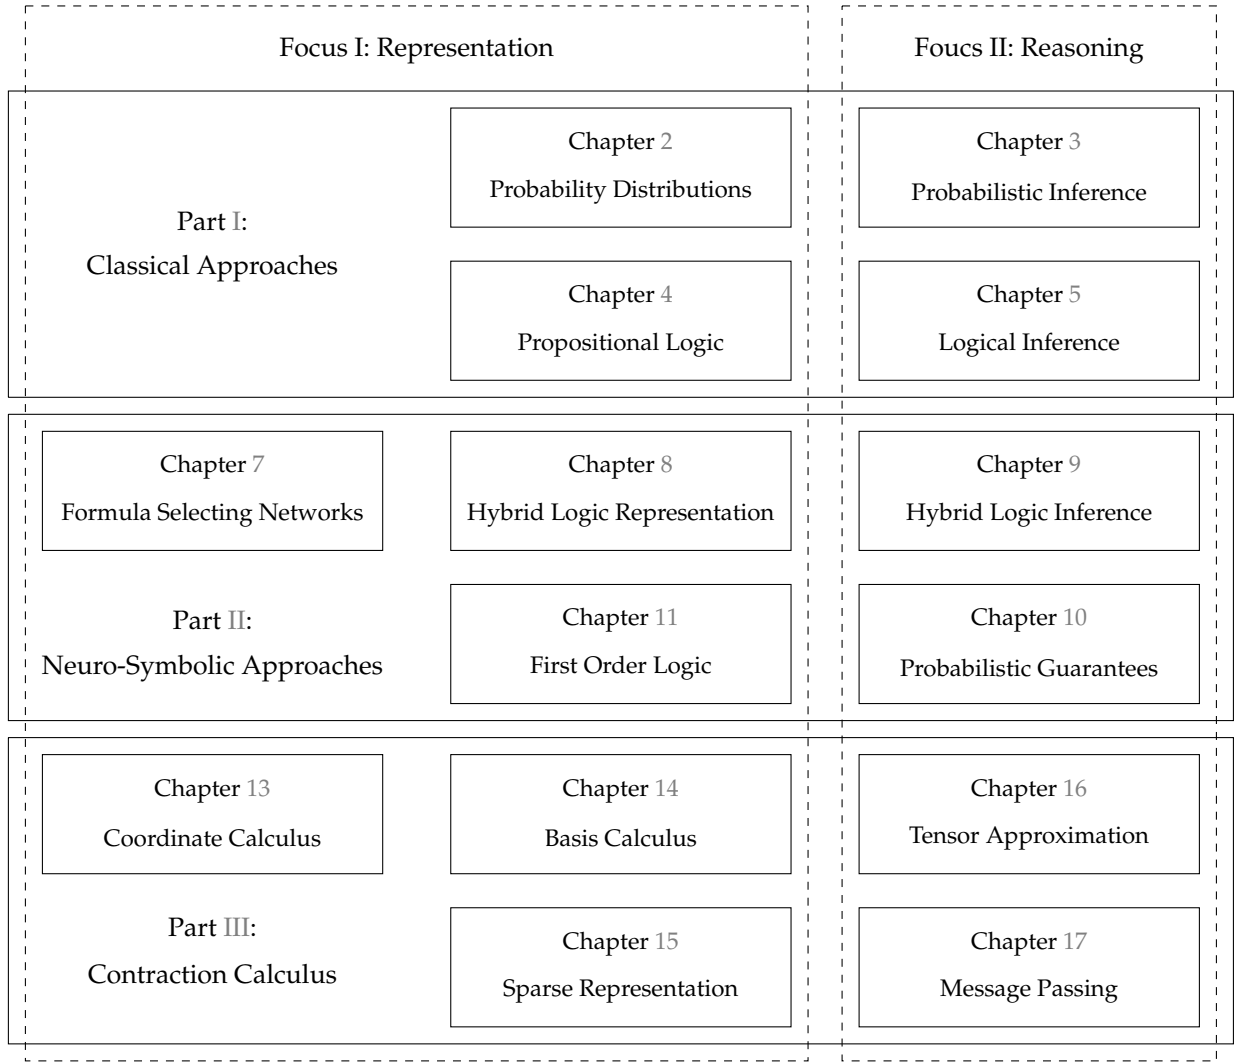 Focus I: Representation
Foucs II: Reasoning
Part I:
Classical Approaches
Chapter 2
Probability Distributions
Chapter 3
Probabilistic Inference
Chapter 4
Propositional Logic
Chapter 5
Logical Inference
Chapter 7
Formula Selecting Networks
Chapter 8
Hybrid Logic Representation
Chapter 9
Hybrid Logic Inference
Part II:
Neuro-Symbolic Approaches
Chapter 11
First Order Logic
Chapter 10
Probabilistic Guarantees
Chapter 13
Coordinate Calculus
Chapter 14
Basis Calculus
Chapter 16
Tensor Approximation
Part III:
Contraction Calculus
Chapter 15
Sparse Representation
Chapter 17
Message Passing